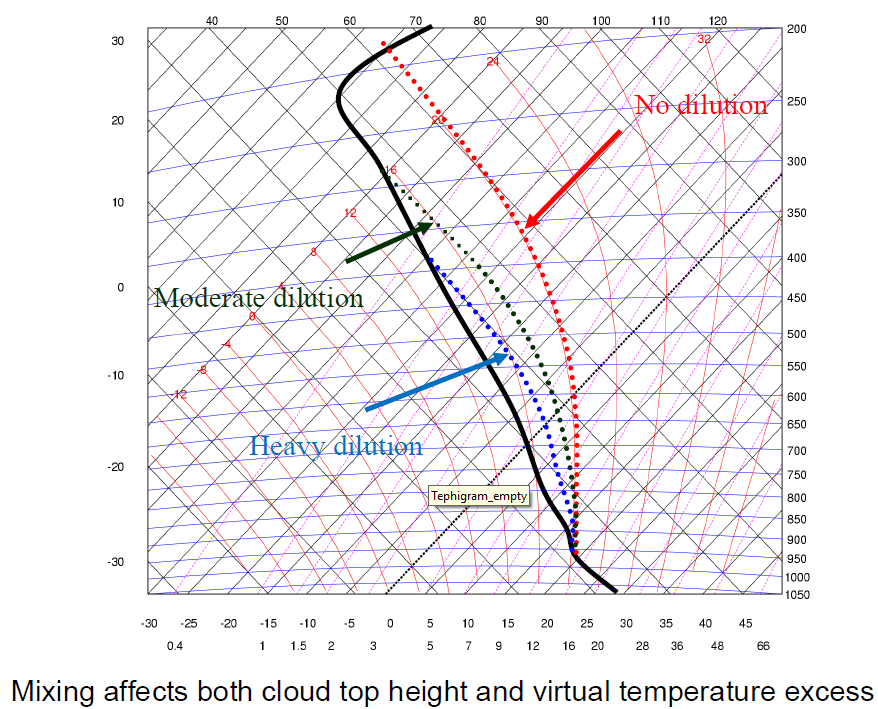 40 50 60 70 80 90 100 110 120
30 200
32
24
250
No dilution
20 20
300
16
10 12 350
8 400
0 4 Moderate dilution 450
0
-4 500
-8 550
-10 -12 600
Heavy dilution 650
700
-20 750
Tephigram_empty 800
850
900
-30 950
1000
1050
-30 -25 -20 -15 -10 -5 0 5 10 15 20 25 30 35 40 45
0.4 1 1.5 2 3 5 7 9 12 16 20 28 36 48 66
Mixing affects both cloud top height and virtual temperature excess